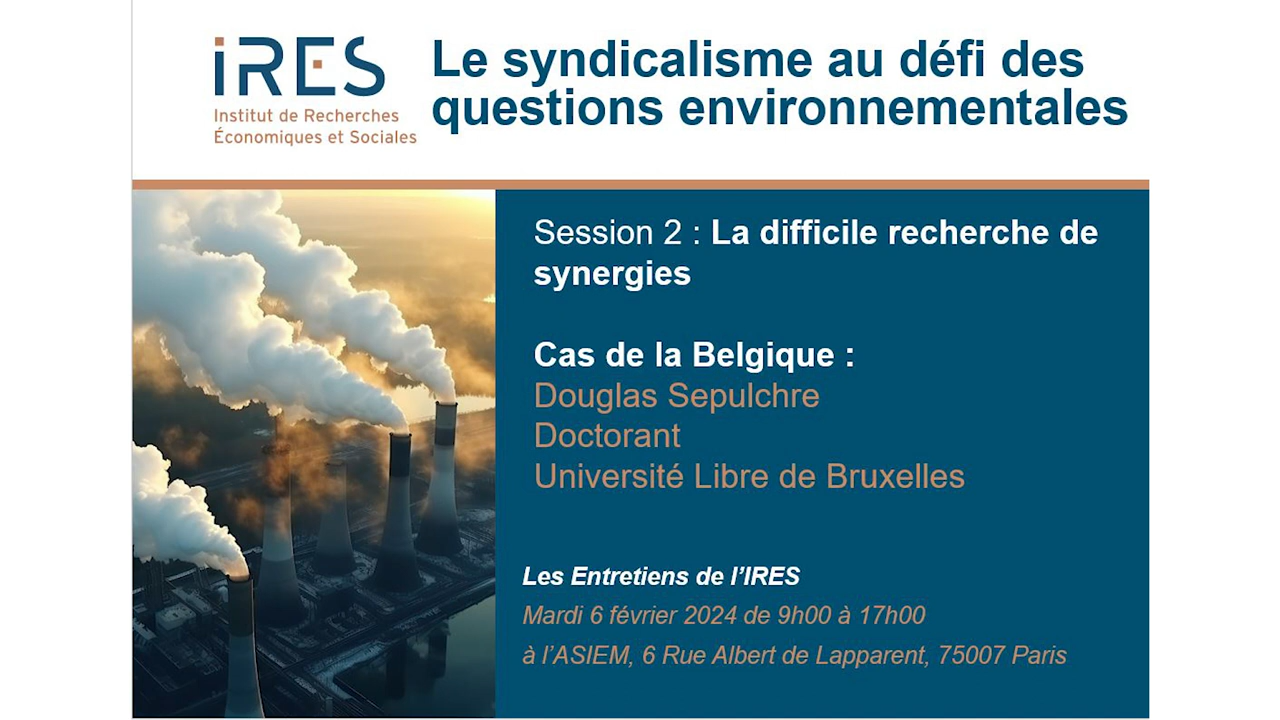 iRES
Institut de Recherches
Économiques et Sociales
Le syndicalisme au défi des
questions environnementales
Session 2 : La difficile recherche de
synergies
Cas de la Belgique :
Douglas Sepulchre
Doctorant
Université Libre de Bruxelles
Les Entretiens de l’IRES
Mardi 6 février 2024 de 9h00 à 17h00
à l’ASIEM, 6 Rue Albert de Lapparent, 75007 Paris